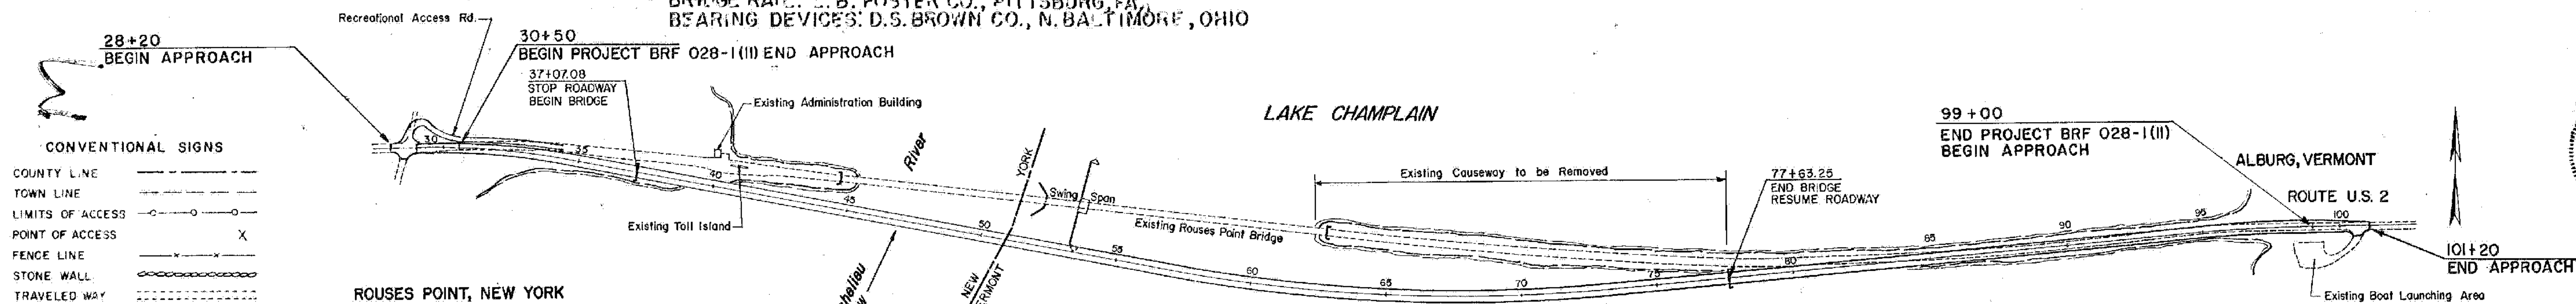 BRIDGE RAIL: L. B. FOSTER CO., PITTSBURG, PA.,
BEARING DEVICES: D.S. BROWN CO., N. BALTIMORE, OHIO
Recreational Access Rd.
28+20
BEGIN APPROACH
30+50
BEGIN PROJECT BRF 028-1(11) END APPROACH
37+07.08
STOP ROADWAY
BEGIN BRIDGE
Existing Administration Building
LAKE CHAMPLAIN
99+00
END PROJECT BRF 028-1(11)
BEGIN APPROACH
ALBURG, VERMONT
ROUTE U.S. 2
CONVENTIONAL SIGNS
COUNTY LINE
TOWN LINE
LIMITS OF ACCESS
POINT OF ACCESS X
FENCE LINE
STONE WALL
TRAVELED WAY
River
YORK
Swing Span
Existing Causeway to be Removed
77+63.25
END BRIDGE
RESUME ROADWAY
Existing Toll Island
Existing Rouses Point Bridge
30
35
40
45
50
55
60
65
70
75
80
85
90
95
100
101+20
END APPROACH
Existing Boat Launching Area
ROUSES POINT, NEW YORK
NEW